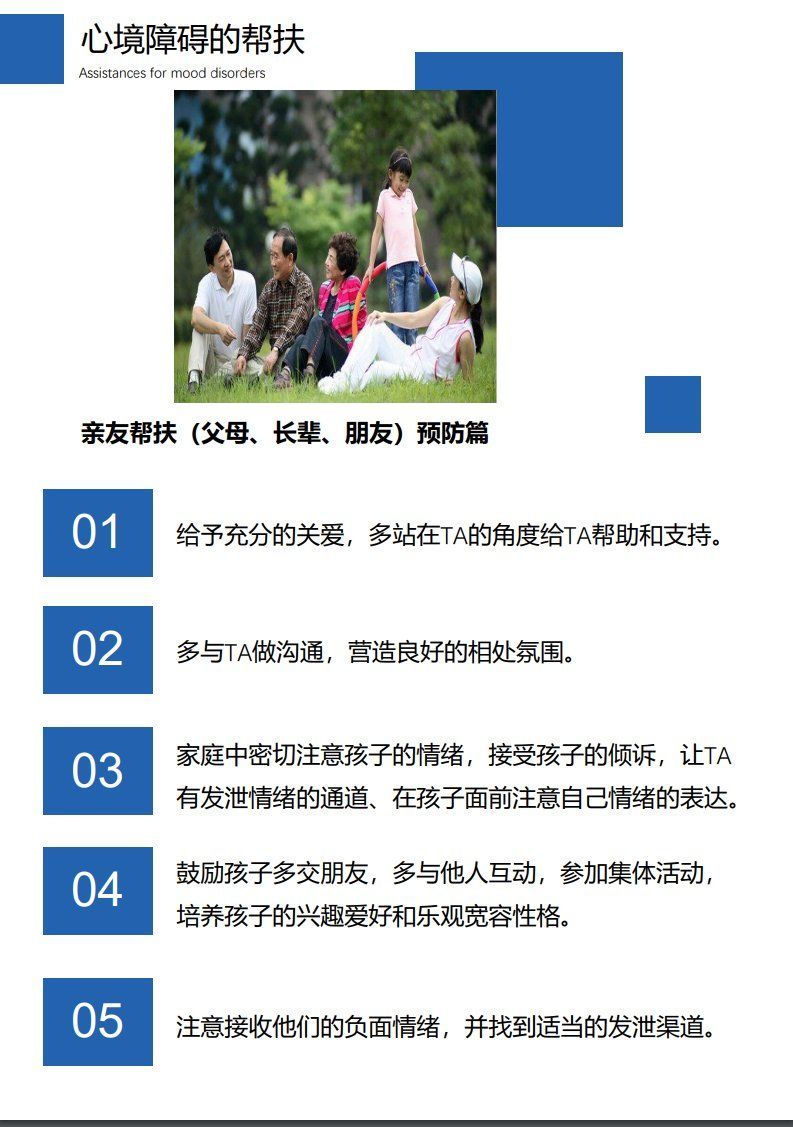 心境障碍的帮扶
Assistances for mood disorders
亲友帮扶（父母、长辈、朋友）预防篇
01
给予充分的关爱，多站在TA的角度给TA帮助和支持。
02
多与TA做沟通，营造良好的相处氛围。
03
家庭中密切注意孩子的情绪，接受孩子的倾诉，让TA
有发泄情绪的通道、在孩子面前注意自己情绪的表达。
04
鼓励孩子多交朋友，多与他人互动，参加集体活动，
培养孩子的兴趣爱好和乐观宽容性格。
05
注意接收他们的负面情绪，并找到适当的发泄渠道。